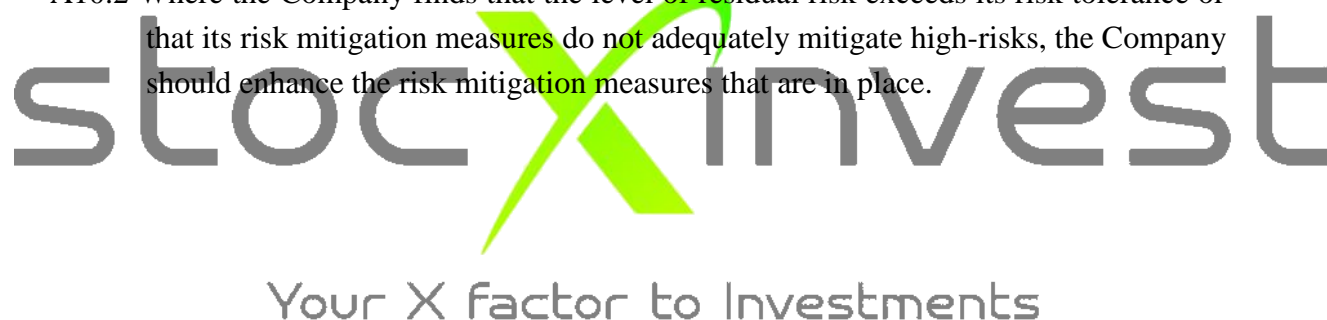 A10.2 Where the Company finds that the level of residual risk exceeds its risk tolerance or
that its risk mitigation measures do not adequately mitigate high-risks, the Company
should enhance the risk mitigation measures that are in place.
stocXinvest
Your X factor to Investments